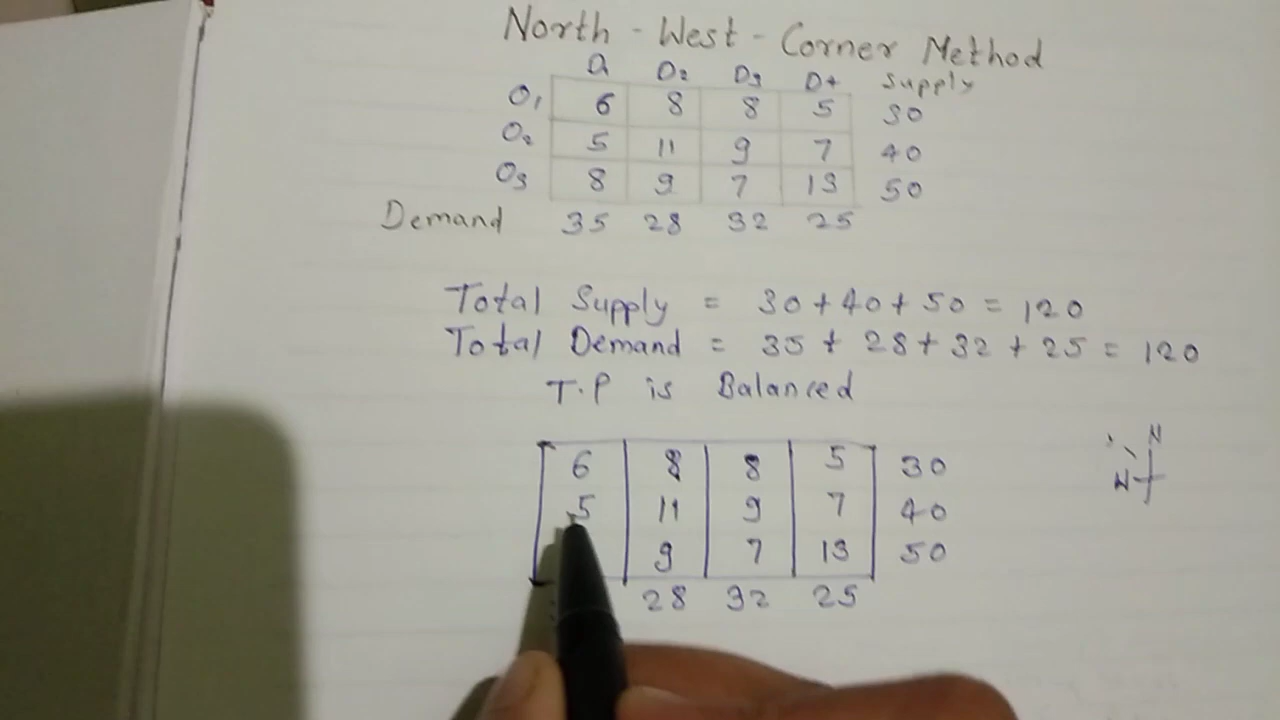 North - West - Corner Method
D1 D2 D3 D4 Supply
O1 6 8 8 5 30
O2 5 11 9 7 40
O3 8 9 7 13 50
Demand 35 28 32 25
Total Supply = 30 + 40 + 50 = 120
Total Demand = 35 + 28 + 32 + 25 = 120
T.P is Balanced
6 8 8 5 30
5 11 9 7 40
9 7 13 50
28 32 25
N